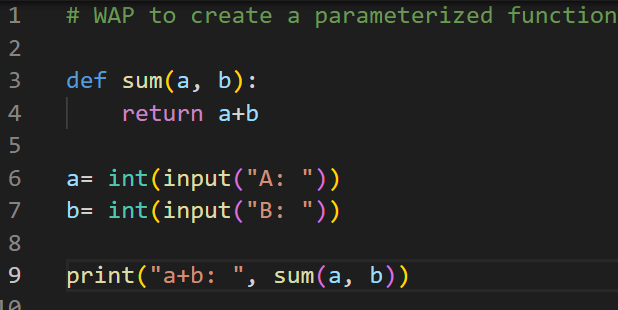 1 # WAP to create a parameterized function
2
3 def sum(a, b):
4 return a+b
5
6 a= int(input("A: "))
7 b= int(input("B: "))
8
9 print("a+b: ", sum(a, b))
10